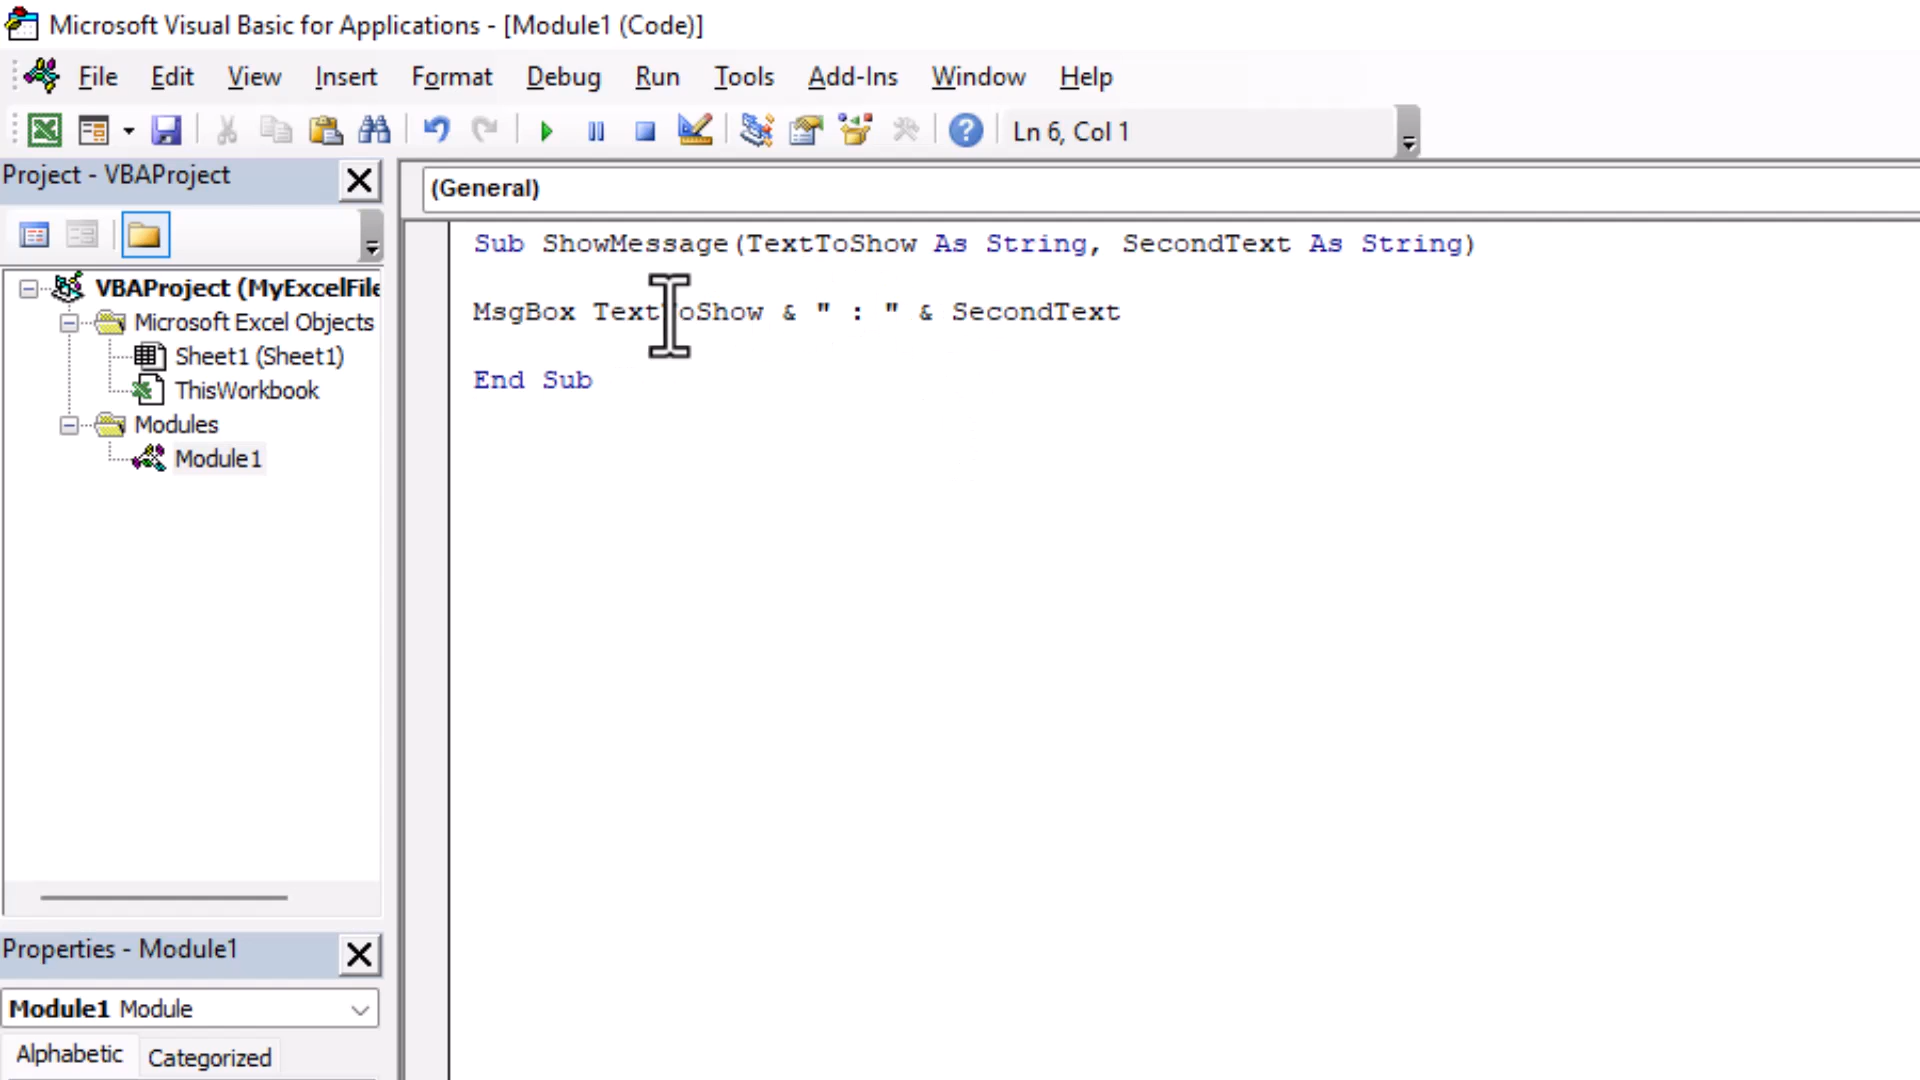 Microsoft Visual Basic for Applications - [Module1 (Code)]
File Edit View Insert Format Debug Run Tools Add-Ins Window Help
Ln 6, Col 1
Project - VBAProject
(General)
Sub ShowMessage(TextToShow As String, SecondText As String)
MsgBox TextToShow & " : " & SecondText
End Sub
VBAProject (MyExcelFile
Microsoft Excel Objects
Sheet1 (Sheet1)
ThisWorkbook
Modules
Module1
Properties - Module1
Module1 Module
Alphabetic Categorized